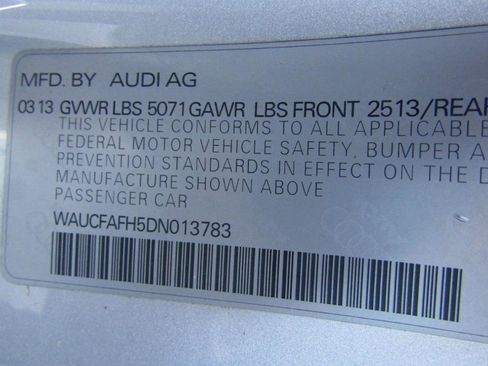 MFD. BY AUDI AG
03 13 GVWR LBS 5071 GAWR LBS FRONT 2513/REAR
THIS VEHICLE CONFORMS TO ALL APPLICABLE
FEDERAL MOTOR VEHICLE SAFETY, BUMPER A
PREVENTION STANDARDS IN EFFECT ON THE D
MANUFACTURE SHOWN ABOVE
PASSENGER CAR
WAUCFAFH5DN013783